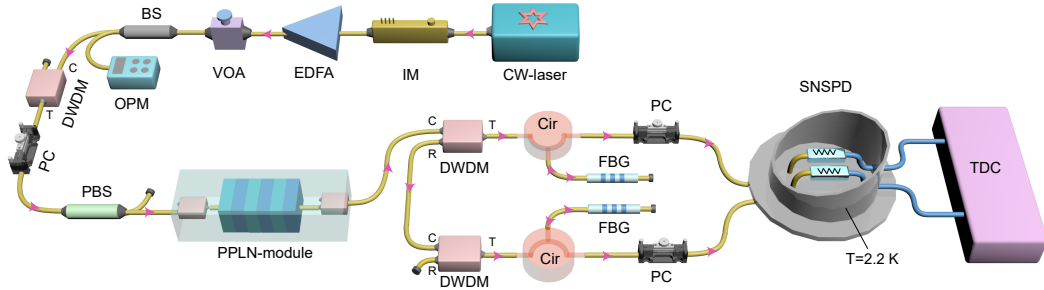 BS
VOA
EDFA
IM
CW-laser
C
DWDM
T
OPM
PC
PBS
PPLN-module
C
R
T
DWDM
Cir
FBG
PC
C
R
T
DWDM
Cir
FBG
PC
SNSPD
T=2.2 K
TDC